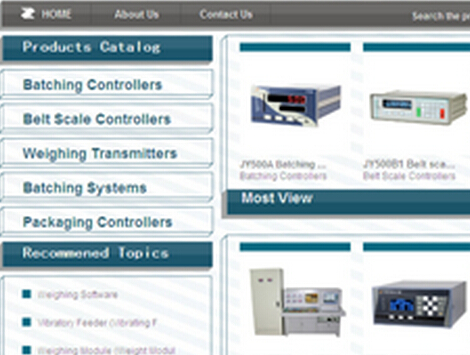 HOME About Us Contact Us Search the
Products Catalog
Batching Controllers
Belt Scale Controllers
Weighing Transmitters
Batching Systems
Packaging Controllers
JY500A Batching ...
Batching Controllers
JY500B1 Belt sca...
Belt Scale Controllers
Most View
Recommened Topics
Weighing Software
Vibratory Feeder (Vibrating F
Weighing Module (Weight Modul